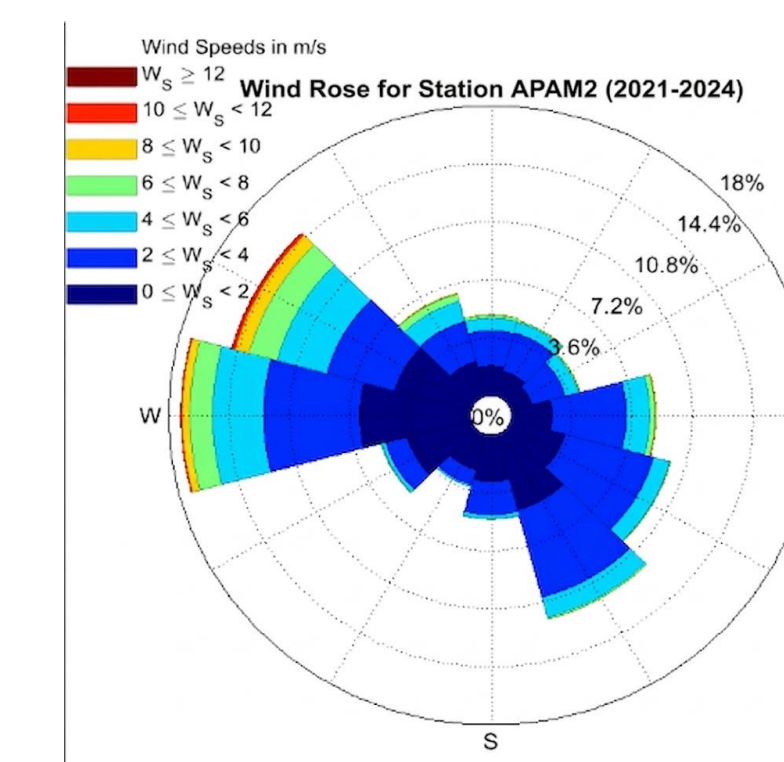 Wind Speeds in m/s
W_S ≥ 12
Wind Rose for Station APAM2 (2021-2024)
10 ≤ W_S < 12
8 ≤ W_S < 10
6 ≤ W_S < 8
4 ≤ W_S < 6
2 ≤ W_S < 4
0 ≤ W_S < 2
18%
14.4%
10.8%
7.2%
3.6%
0%
W
S